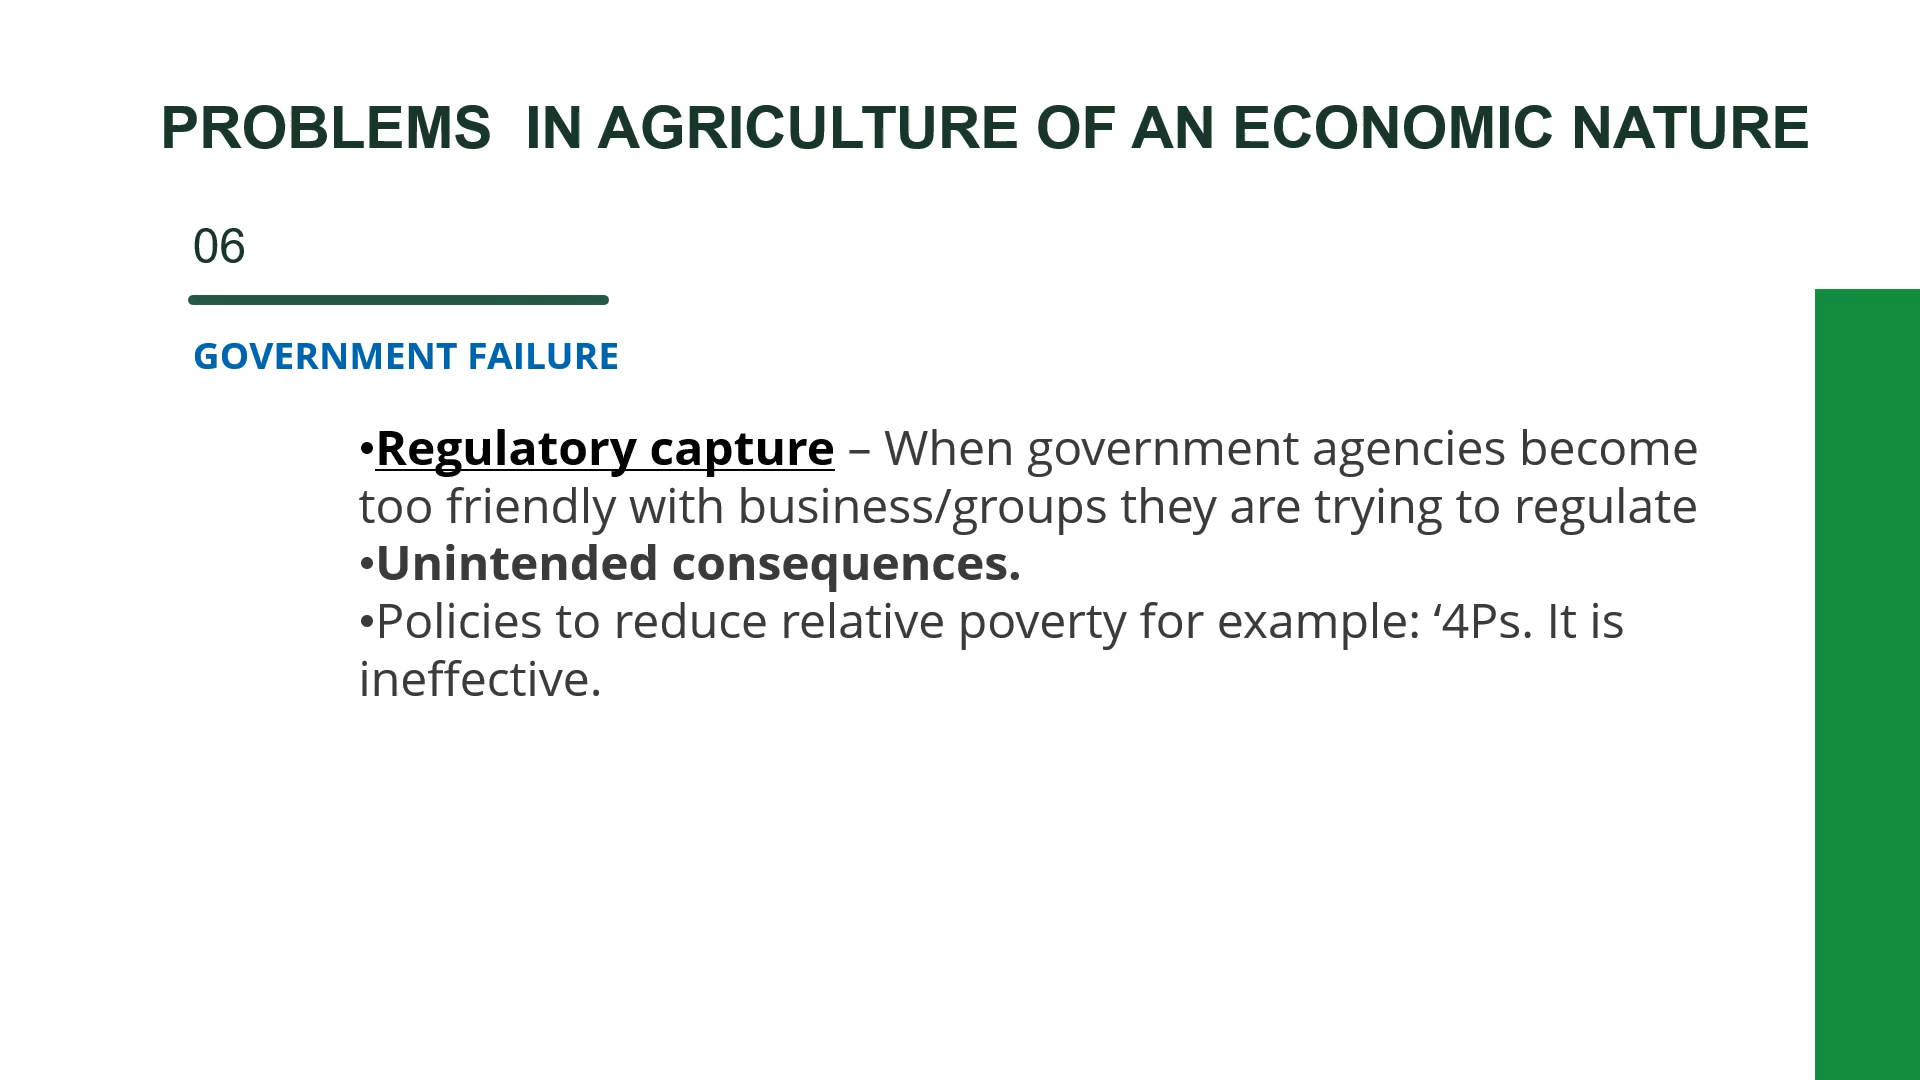 PROBLEMS  IN AGRICULTURE OF AN ECONOMIC NATURE
06
GOVERNMENT FAILURE
•Regulatory capture – When government agencies become
too friendly with business/groups they are trying to regulate
•Unintended consequences.
•Policies to reduce relative poverty for example: ‘4Ps. It is
ineffective.